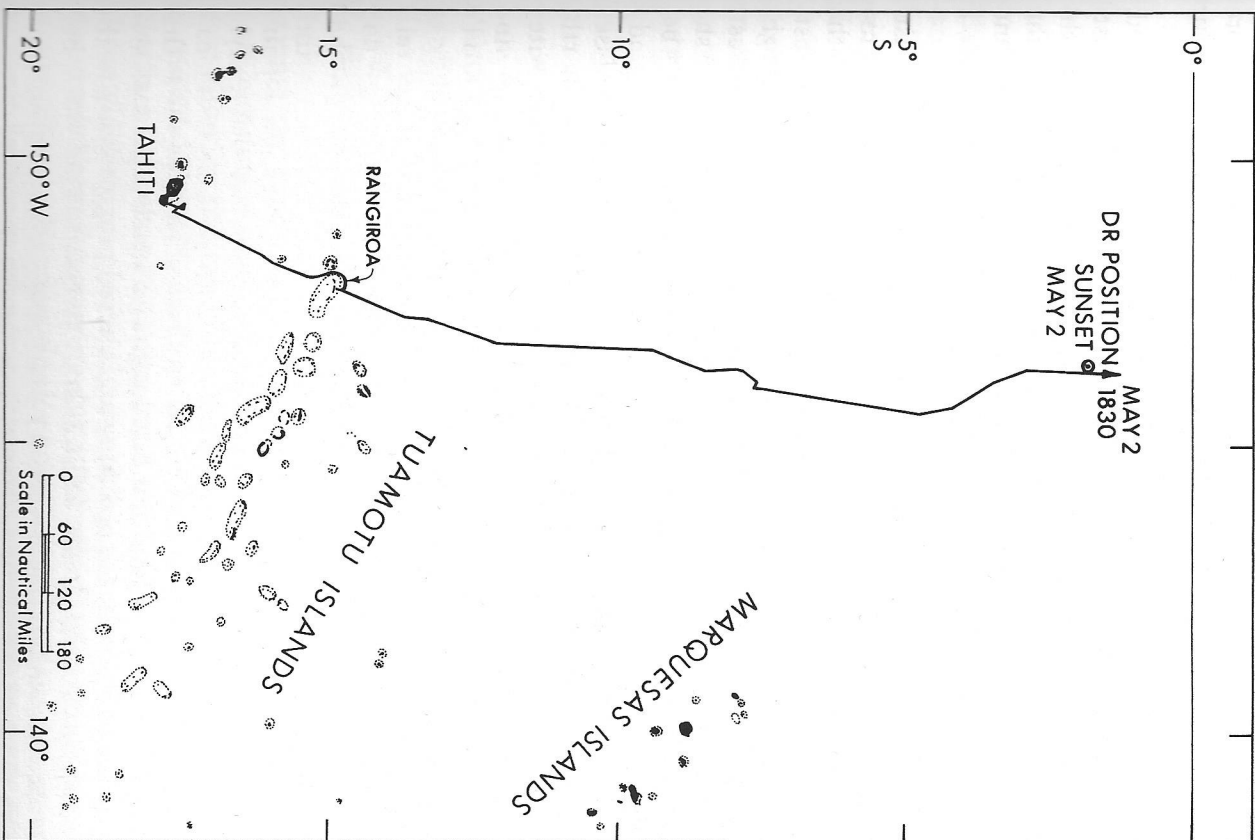 0°
5°
S
10°
15°
20°
DR POSITION
SUNSET
MAY 2
MAY 2
1830
RANGIROA
TAHITI
TUAMOTU ISLANDS
MARQUESAS ISLANDS
150° W
140°
0 60 120 180
Scale in Nautical Miles